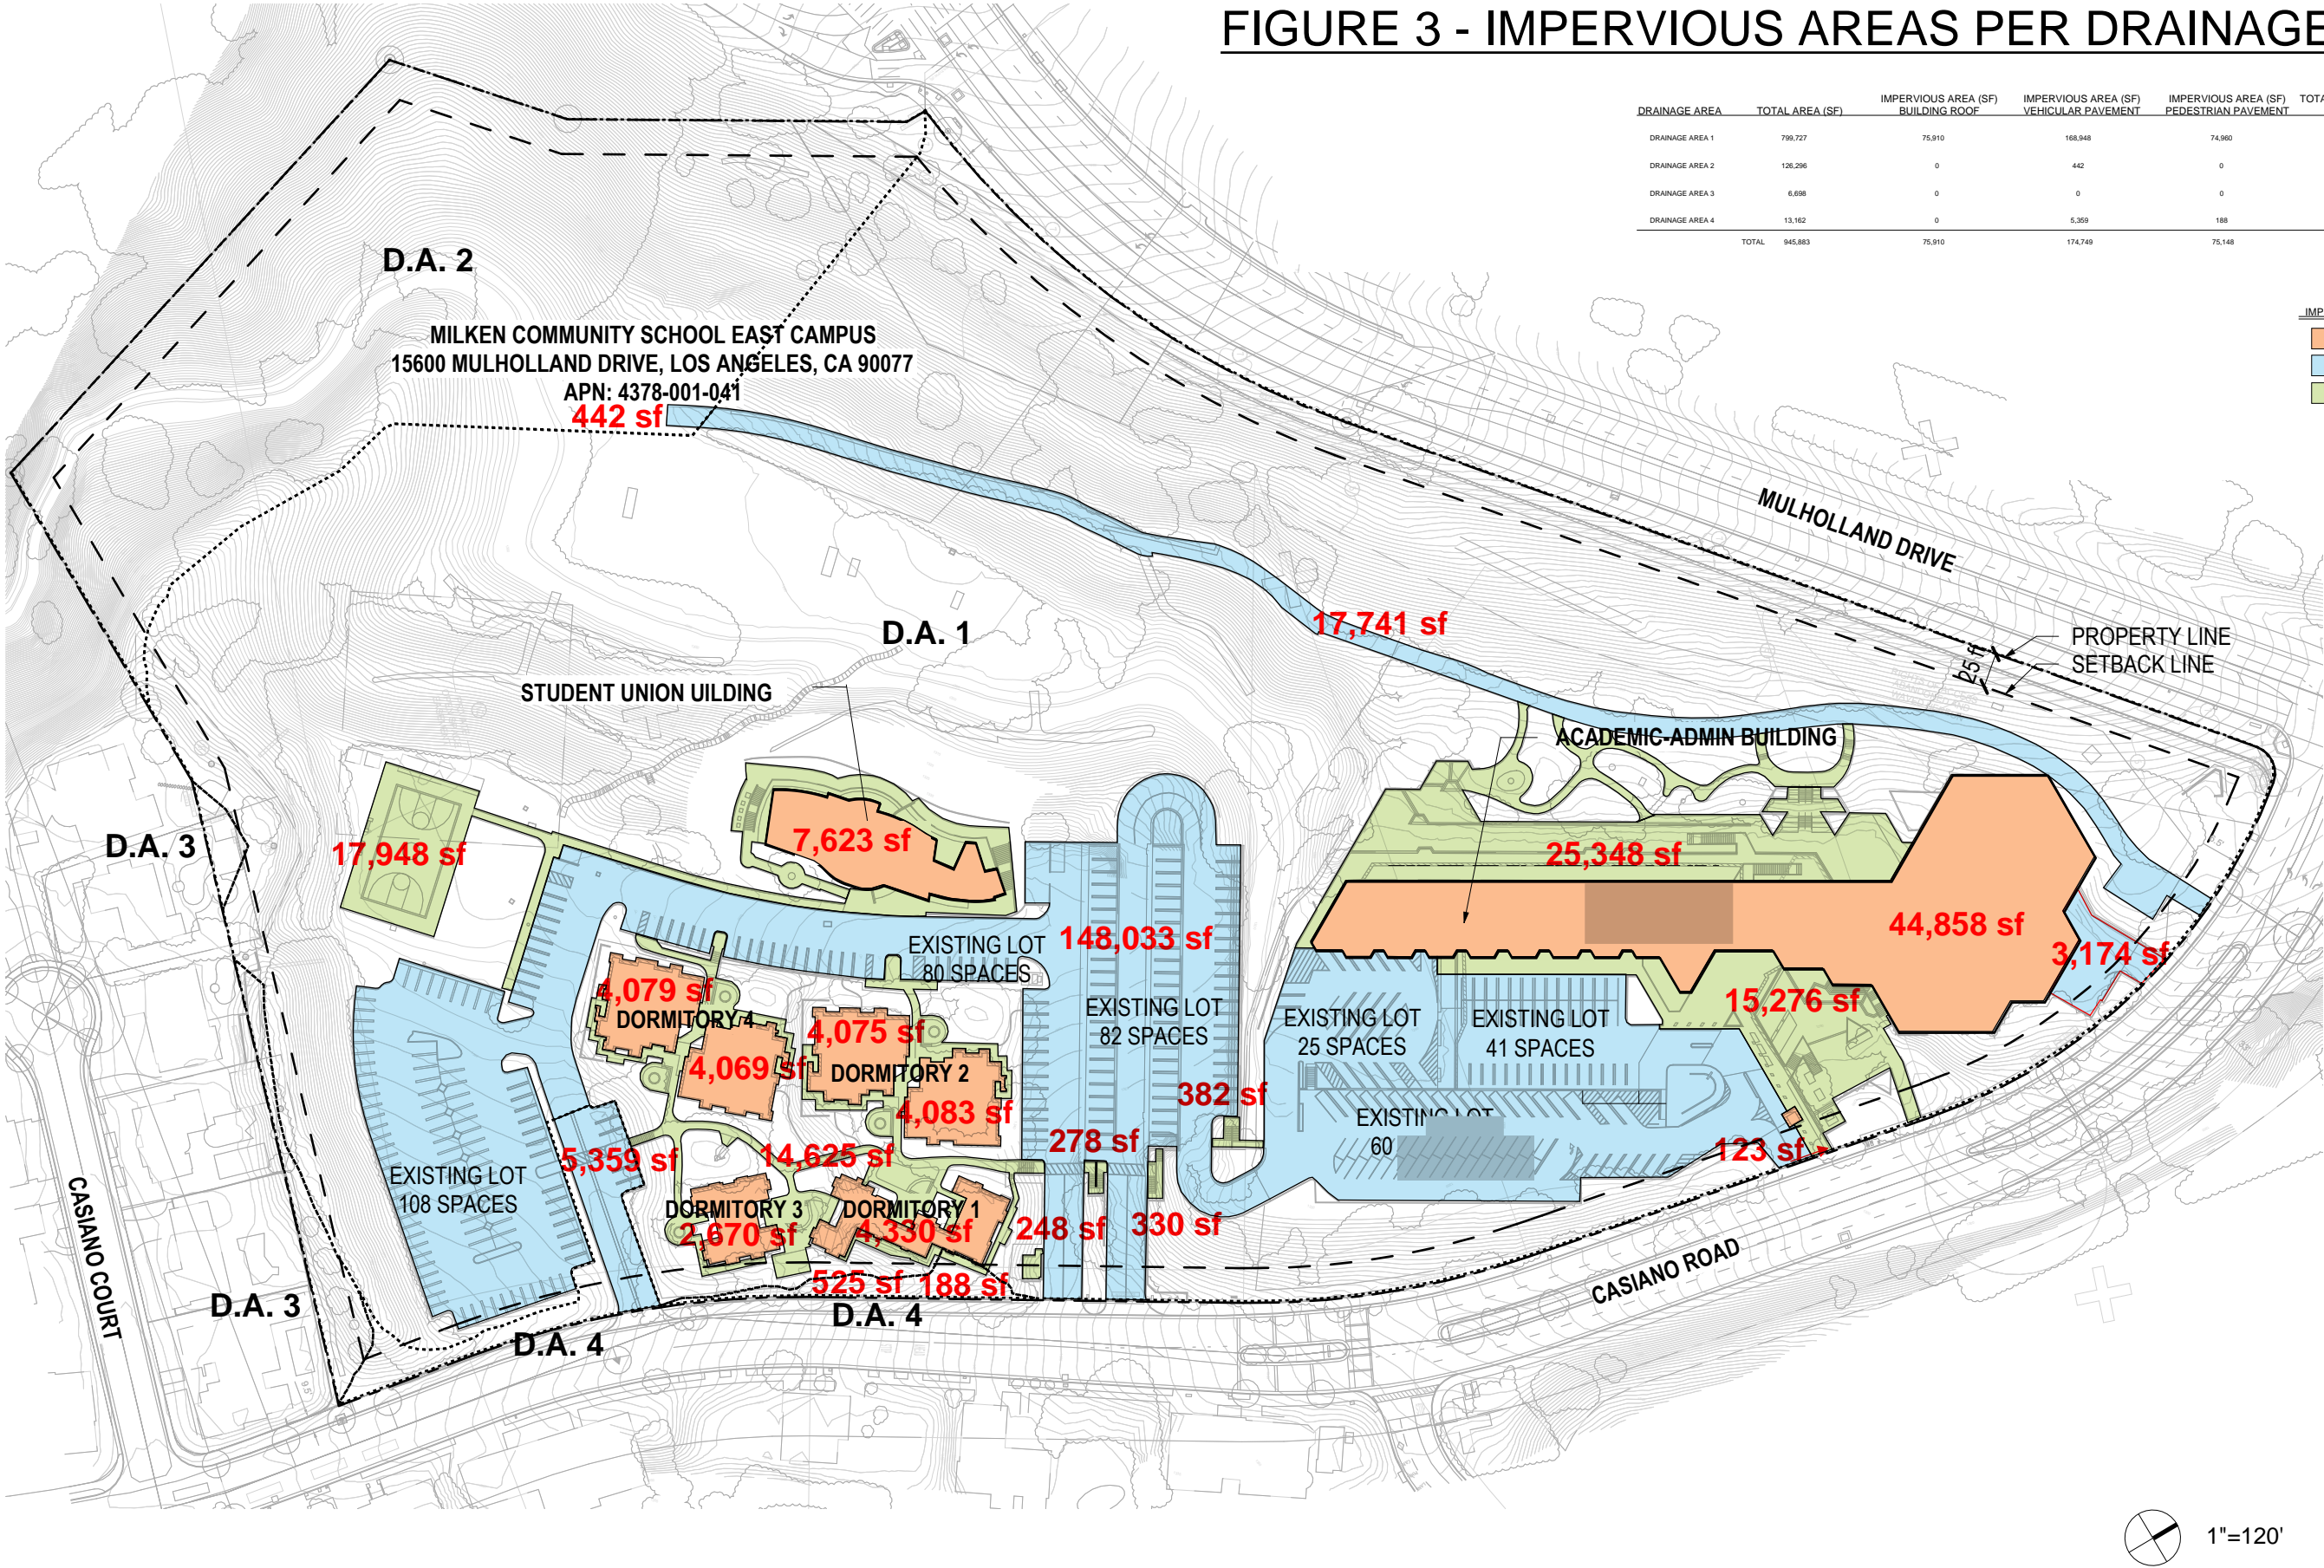 FIGURE 3 - IMPERVIOUS AREAS PER DRAINAGE
DRAINAGE AREA
TOTAL AREA (SF)
IMPERVIOUS AREA (SF)
BUILDING ROOF
IMPERVIOUS AREA (SF)
VEHICULAR PAVEMENT
IMPERVIOUS AREA (SF)
PEDESTRIAN PAVEMENT
DRAINAGE AREA 1 799,727 75,910 168,948 74,960
DRAINAGE AREA 2 126,296 0 442 0
DRAINAGE AREA 3 6,698 0 0 0
DRAINAGE AREA 4 13,162 0 5,359 188
TOTAL 945,883 75,910 174,749 75,148
D.A. 2
MILKEN COMMUNITY SCHOOL EAST CAMPUS
15600 MULHOLLAND DRIVE, LOS ANGELES, CA 90077
APN: 4378-001-041
442 sf
MULHOLLAND DRIVE
17,741 sf
D.A. 1
PROPERTY LINE
SETBACK LINE
25 ft
STUDENT UNION UILDING
ACADEMIC-ADMIN BUILDING
D.A. 3
17,948 sf
7,623 sf
25,348 sf
44,858 sf
3,174 sf
EXISTING LOT
80 SPACES
148,033 sf
4,079 sf
DORMITORY 4
4,075 sf
4,069 sf
DORMITORY 2
4,083 sf
EXISTING LOT
82 SPACES
EXISTING LOT
25 SPACES
EXISTING LOT
41 SPACES
15,276 sf
382 sf
EXISTING LOT
60
278 sf
123 sf
5,359 sf
14,625 sf
EXISTING LOT
108 SPACES
DORMITORY 3
2,670 sf
DORMITORY 1
4,330 sf
248 sf
330 sf
525 sf
188 sf
CASIANO COURT
CASIANO ROAD
D.A. 3
D.A. 4
D.A. 4
1"=120'